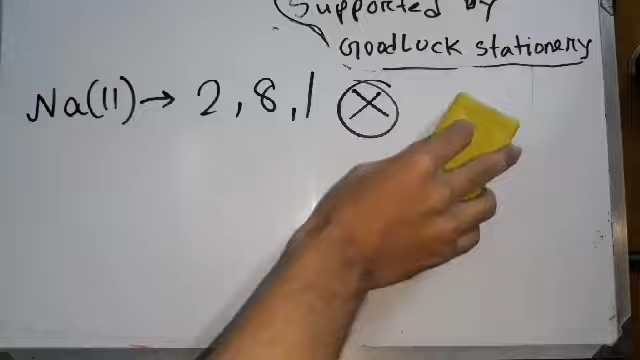 Supported by
GoodLuck stationery
Na(11)→ 2,8,1 ⊗